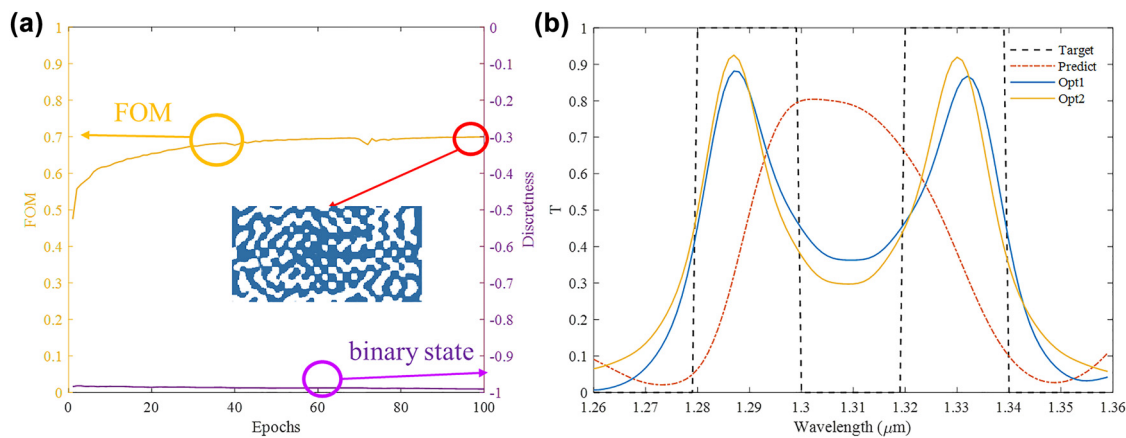 (a)
1
0.9
0.8
0.7
0.6
0.5
0.4
0.3
0.2
0.1
0
FOM
FOM
binary state
0
-0.1
-0.2
-0.3
-0.4
-0.5
-0.6
-0.7
-0.8
-0.9
-1
Discretness
0 20 40 60 80 100
Epochs
(b)
1
0.9
0.8
0.7
0.6
0.5
0.4
0.3
0.2
0.1
0
T
Target
Predict
Opt1
Opt2
1.26 1.27 1.28 1.29 1.3 1.31 1.32 1.33 1.34 1.35 1.36
Wavelength (μm)